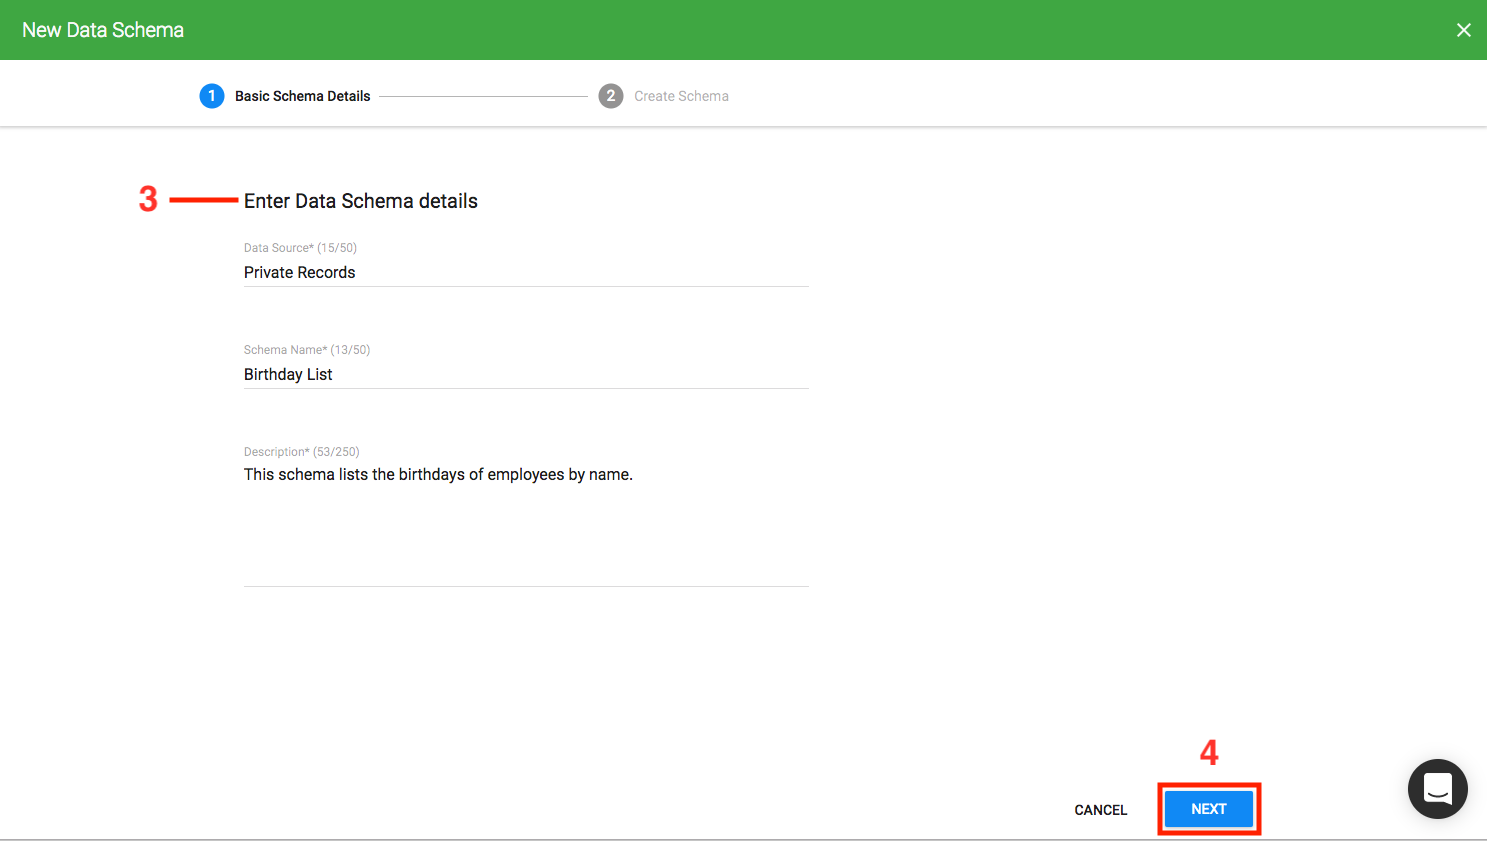 New Data Schema
1 Basic Schema Details 2 Create Schema
3 Enter Data Schema details
Data Source* (15/50)
Private Records
Schema Name* (13/50)
Birthday List
Description* (53/250)
This schema lists the birthdays of employees by name.
4
CANCEL NEXT